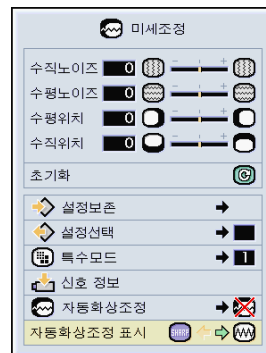 미세조정
수직노이즈 0 - +
수평노이즈 0 - +
수평위치 0 - +
수직위치 0 - +
초기화
설정보존
설정선택
특수모드 1
신호 정보
자동화상조정
자동화상조정 표시